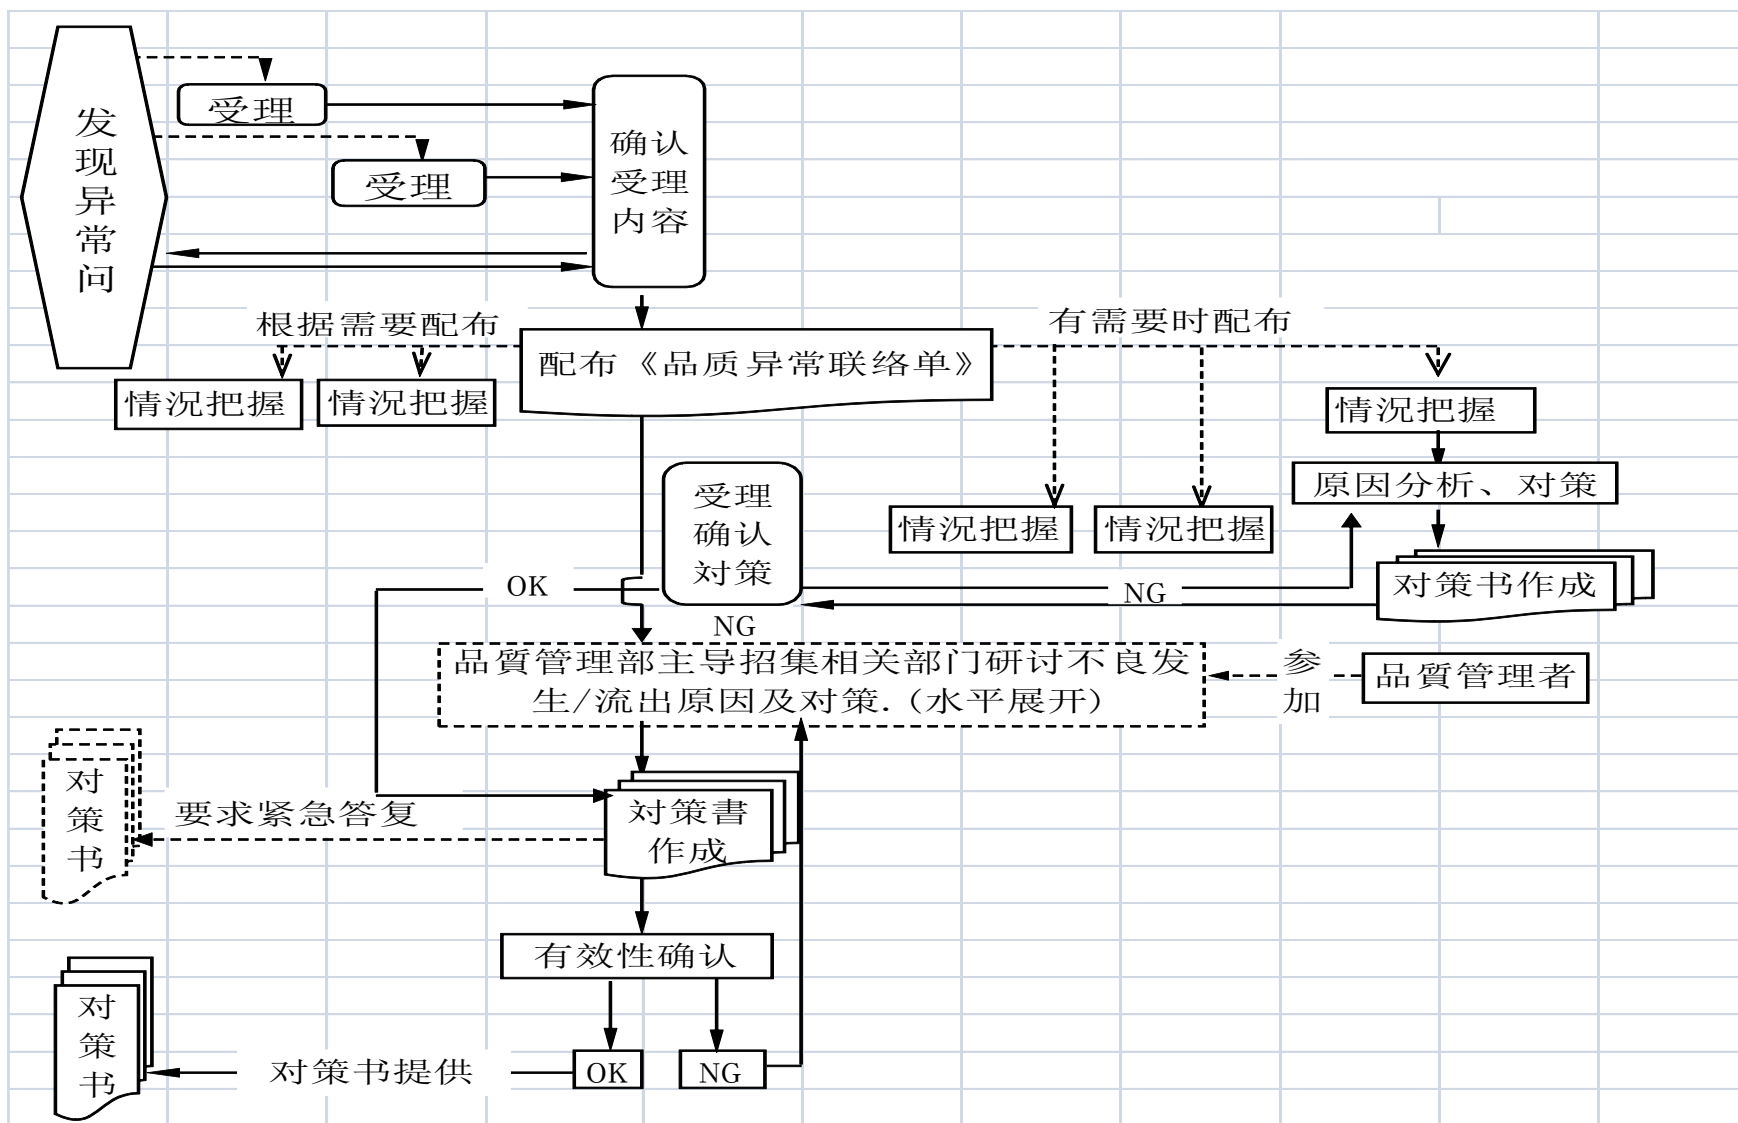 发
现
异
常
问
受理
受理
确认
受理
内容
根据需要配布
有需要时配布
配布《品质异常联络单》
情况把握
情况把握
情况把握
情况把握
情况把握
原因分析、对策
受理
确认
对策
OK
NG
对策书作成
NG
品質管理部主导招集相关部门研讨不良发
生/流出原因及对策.（水平展开）
参
加
品質管理者
对
策
书
要求紧急答复
对策書
作成
有效性确认
对
策
书
对策书提供
OK
NG